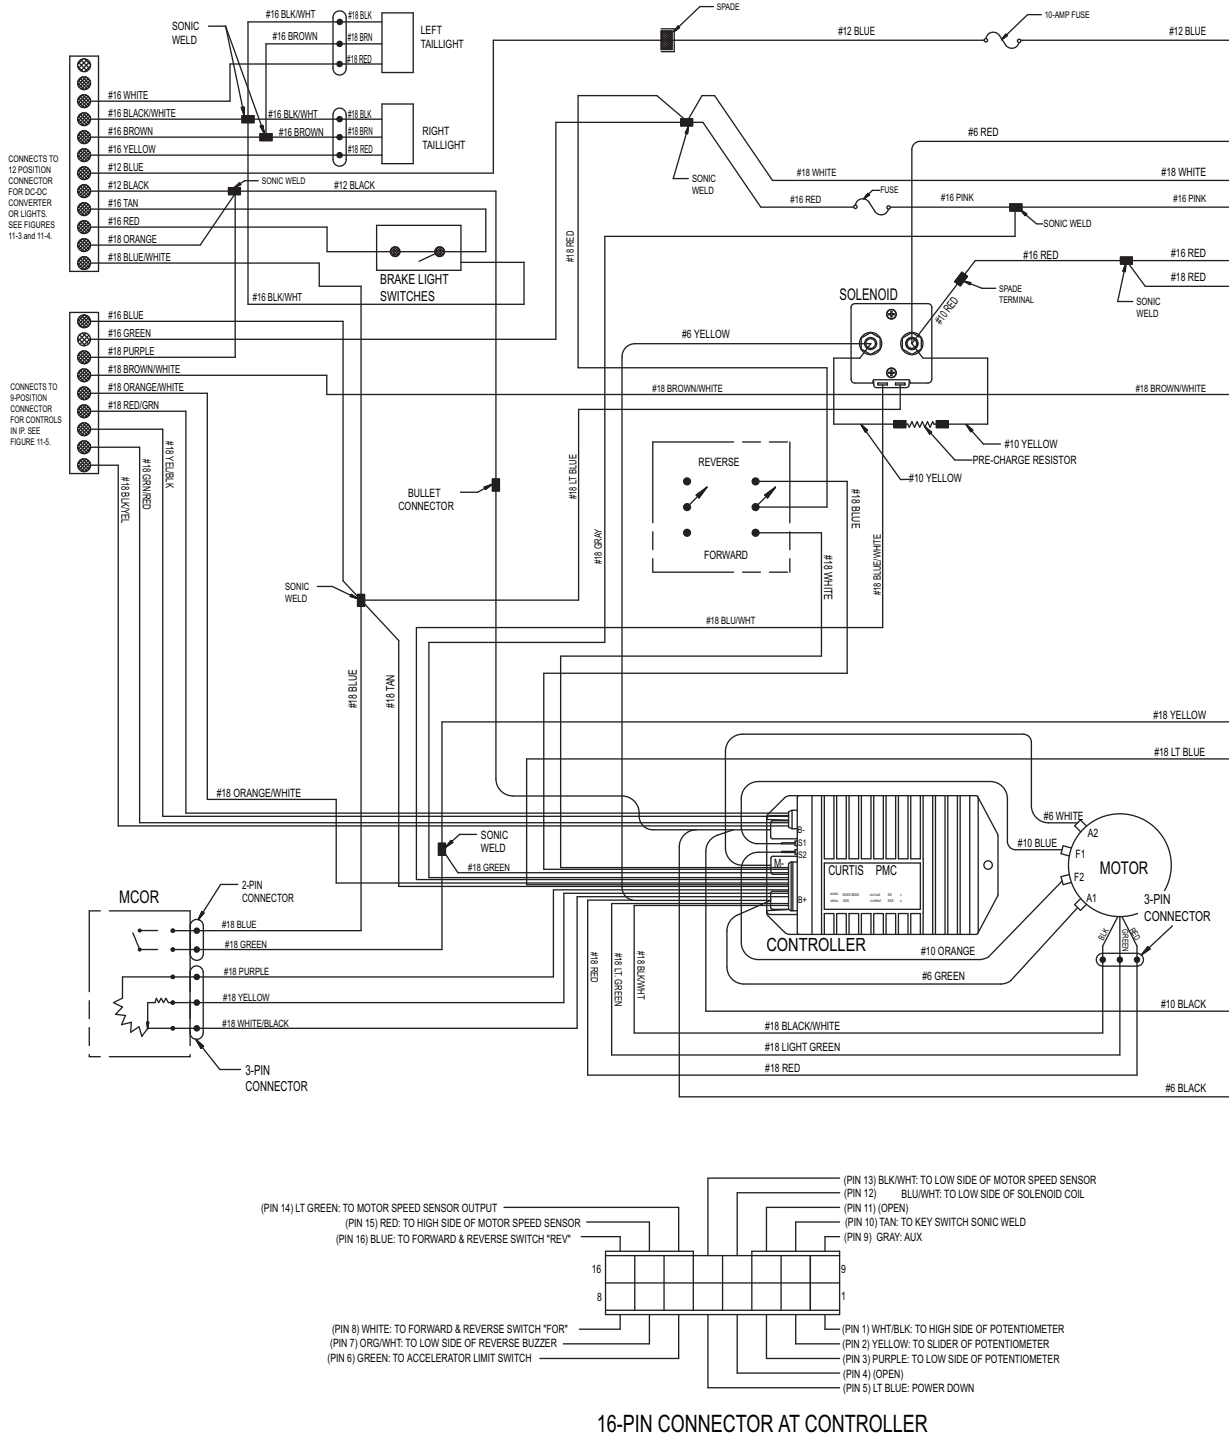 SPADE
#16 BLK/WHT
#18 BLK
SONIC
WELD
LEFT
TAILLIGHT
#16 BROWN
#18 BRN
#18 RED
#12 BLUE
10-AMP FUSE
#12 BLUE
#16 WHITE
#16 BLACK/WHITE
#16 BROWN
#16 YELLOW
#12 BLUE
#12 BLACK
#16 TAN
#16 RED
#18 ORANGE
#18 BLUE/WHITE
#16 BLK/WHT
#18 BLK
#16 BROWN
#18 BRN
#18 RED
RIGHT
TAILLIGHT
CONNECTS TO
12 POSITION
CONNECTOR
FOR DC-DC
CONVERTER
OR LIGHTS.
SEE FIGURES
11-3 and 11-4.
SONIC WELD
#12 BLACK
BRAKE LIGHT
SWITCHES
#16 BLK/WHT
#6 RED
SONIC
WELD
#18 WHITE
#18 WHITE
#16 RED
FUSE
#16 PINK
#16 PINK
SONIC WELD
#18 RED
#16 RED
#16 RED
#18 RED
SPADE
TERMINAL
SONIC
WELD
SOLENOID
#10 RED
#6 YELLOW
#16 BLUE
#16 GREEN
#18 PURPLE
#18 BROWN/WHITE
#18 ORANGE/WHITE
#18 RED/GRN
CONNECTS TO
9-POSITION
CONNECTOR
FOR CONTROLS
IN IP. SEE
FIGURE 11-5.
#18 BROWN/WHITE
#18 BROWN/WHITE
#18 YEL/BLK
#18 GRN/RED
#18 BLK/YEL
#10 YELLOW
PRE-CHARGE RESISTOR
#10 YELLOW
BULLET
CONNECTOR
#18 LT BLUE
#18 GRAY
REVERSE
FORWARD
#18 BLUE
#18 WHITE
#18 BLUE/WHITE
SONIC
WELD
#18 BLU/WHT
#18 BLUE
#18 TAN
#18 YELLOW
#18 LT BLUE
#18 ORANGE/WHITE
SONIC
WELD
#18 GREEN
B-
S1
S2
M-
B+
CURTIS PMC
CONTROLLER
#6 WHITE
#10 BLUE
A2
F1
F2
A1
MOTOR
3-PIN
CONNECTOR
BLK
GREEN
RED
#10 ORANGE
#6 GREEN
MCOR
2-PIN
CONNECTOR
#18 BLUE
#18 GREEN
#18 PURPLE
#18 YELLOW
#18 WHITE/BLACK
3-PIN
CONNECTOR
#18 RED
#18 LT. GREEN
#18 BLK/WHT
#10 BLACK
#18 BLACK/WHITE
#18 LIGHT GREEN
#18 RED
#6 BLACK
(PIN 14) LT GREEN: TO MOTOR SPEED SENSOR OUTPUT
(PIN 15) RED: TO HIGH SIDE OF MOTOR SPEED SENSOR
(PIN 16) BLUE: TO FORWARD & REVERSE SWITCH "REV"
(PIN 13) BLK/WHT: TO LOW SIDE OF MOTOR SPEED SENSOR
(PIN 12) BLU/WHT: TO LOW SIDE OF SOLENOID COIL
(PIN 11) (OPEN)
(PIN 10) TAN: TO KEY SWITCH SONIC WELD
(PIN 9) GRAY: AUX
16
9
8
1
(PIN 8) WHITE: TO FORWARD & REVERSE SWITCH "FOR"
(PIN 7) ORG/WHT: TO LOW SIDE OF REVERSE BUZZER
(PIN 6) GREEN: TO ACCELERATOR LIMIT SWITCH
(PIN 1) WHT/BLK: TO HIGH SIDE OF POTENTIOMETER
(PIN 2) YELLOW: TO SLIDER OF POTENTIOMETER
(PIN 3) PURPLE: TO LOW SIDE OF POTENTIOMETER
(PIN 4) (OPEN)
(PIN 5) LT BLUE: POWER DOWN
16-PIN CONNECTOR AT CONTROLLER